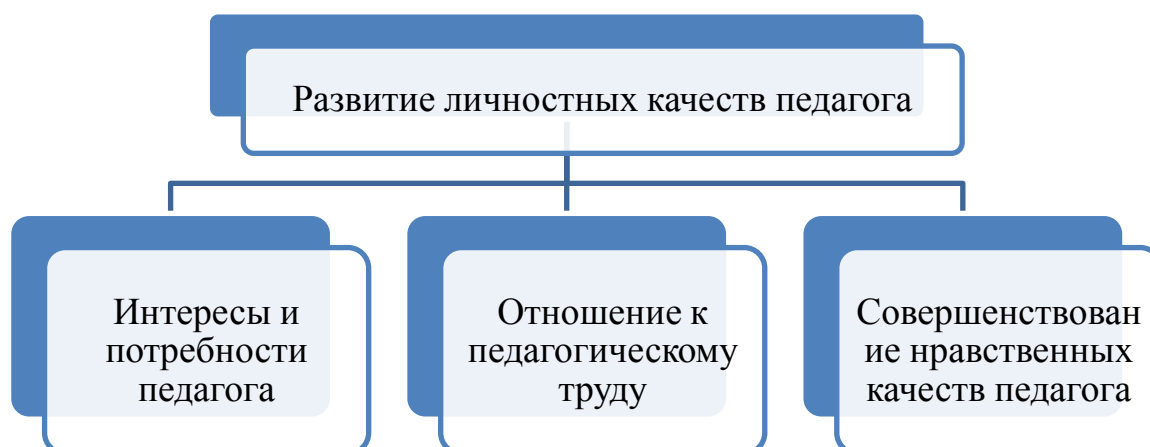 Развитие личностных качеств педагога
Интересы и
потребности
педагога
Отношение к
педагогическому
труду
Совершенствован
ие нравственных
качеств педагога